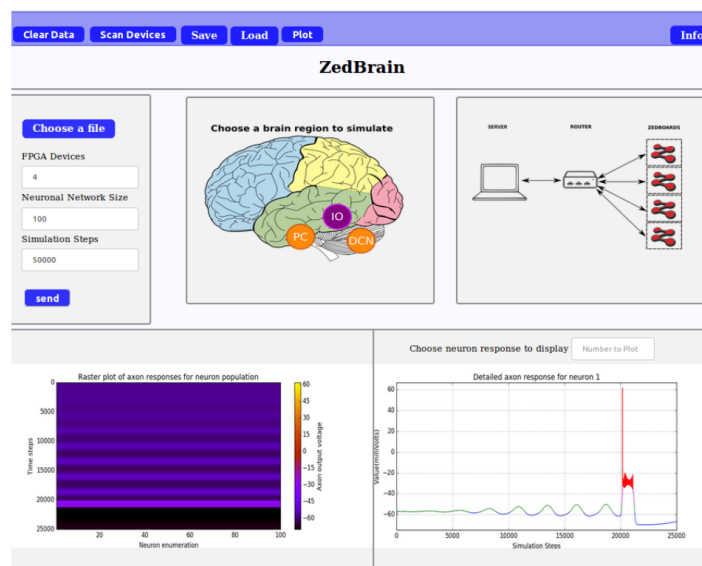 Clear Data Scan Devices Save Load Plot Info
ZedBrain
Choose a file
FPGA Devices
4
Neuronal Network Size
100
Simulation Steps
50000
send
Choose a brain region to simulate
IO
PC
DCN
SERVER ROUTER ZEDBOARDS
Choose neuron response to display Number to Plot
Raster plot of axon responses for neuron population
0
5000
10000
15000
20000
25000
Time steps
20 40 60 80 100
Neuron enumeration
60
45
30
15
0
−15
−30
−45
−60
Axon output voltage
Detailed axon response for neuron 1
60
40
20
0
−20
−40
−60
Value(milliVolts)
0 5000 10000 15000 20000 25000
Simulation Steps